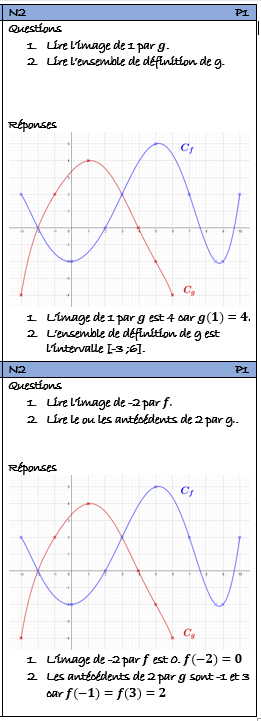 N2 P1
Questions
1. Lire l'image de 1 par g.
2. Lire l'ensemble de définition de g.
Réponses
C_f
C_g
1. L'image de 1 par g est 4 car g(1) = 4.
2. L'ensemble de définition de g est
l'intervalle [-3 ;6].
N2 P1
Questions
1. Lire l'image de -2 par f.
2. Lire le ou les antécédents de 2 par g..
Réponses
C_f
C_g
1. L'image de -2 par f est 0. f(−2) = 0
2. Les antécédents de 2 par g sont -1 et 3
car f(−1) = f(3) = 2